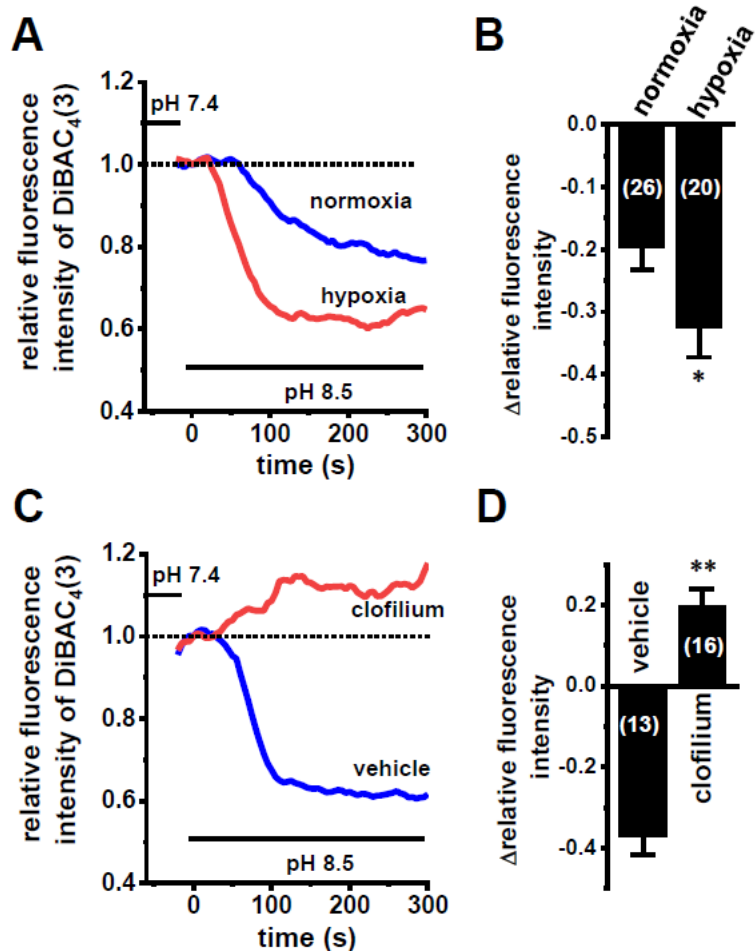 A
relative fluorescence
intensity of DiBAC4(3)
1.2
1.0
0.8
0.6
0.4
pH 7.4
normoxia
hypoxia
pH 8.5
0
100
200
300
time (s)
B
normoxia
hypoxia
Δrelative fluorescence
intensity
0.0
-0.1
-0.2
-0.3
-0.4
-0.5
(26)
(20)
*
C
relative fluorescence
intensity of DiBAC4(3)
1.2
1.0
0.8
0.6
0.4
pH 7.4
clofilium
vehicle
pH 8.5
0
100
200
300
time (s)
D
Δrelative fluorescence
intensity
0.2
0.0
-0.2
-0.4
vehicle
**
(16)
(13)
clofilium